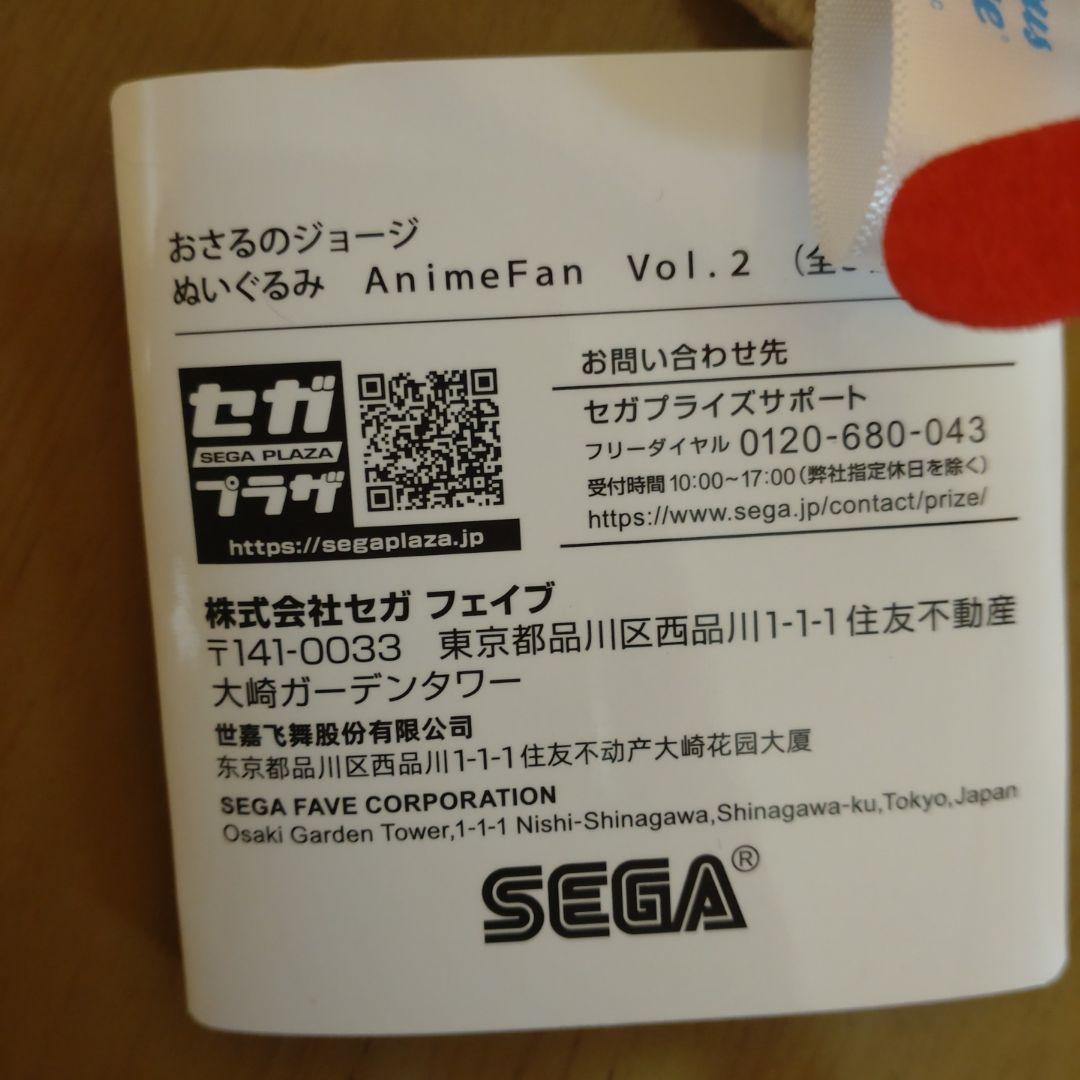 おさるのジョージ
ぬいぐるみ　AnimeFan　Vol.2　（全
セガ
SEGA PLAZA
プラザ
https://segaplaza.jp
お問い合わせ先
セガプライズサポート
フリーダイヤル 0120-680-043
受付時間 10:00~17:00（弊社指定休日を除く）
https://www.sega.jp/contact/prize/
株式会社セガ フェイブ
〒141-0033　東京都品川区西品川1-1-1 住友不動産
大崎ガーデンタワー
世嘉飞舞股份有限公司
东京都品川区西品川1-1-1住友不动产大崎花园大厦
SEGA FAVE CORPORATION
Osaki Garden Tower,1-1-1 Nishi-Shinagawa,Shinagawa-ku,Tokyo,Japan
SEGA®